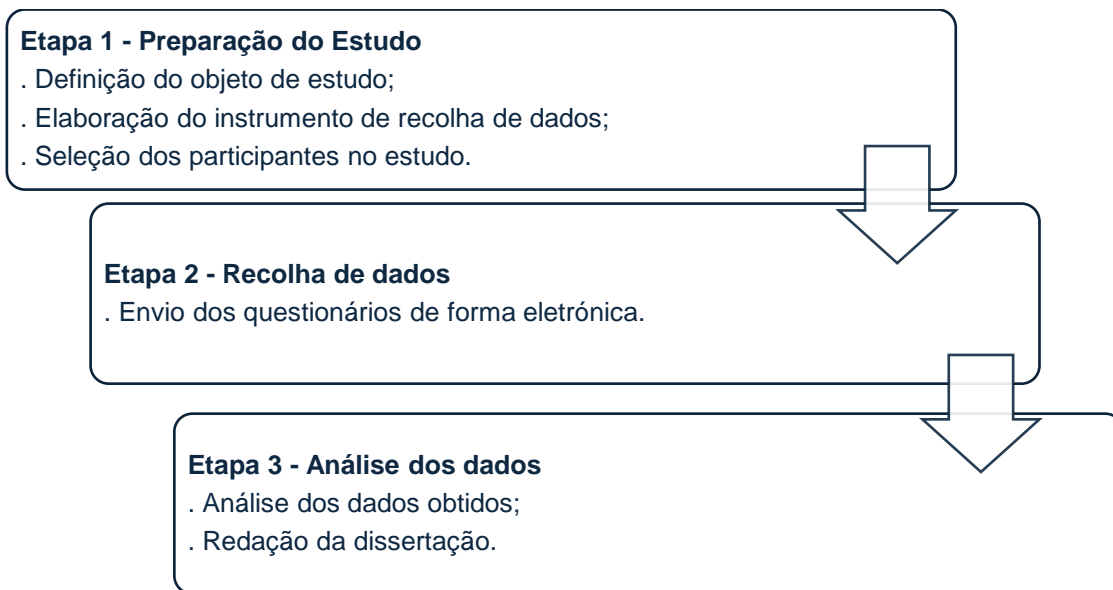 Etapa 1 - Preparação do Estudo
. Definição do objeto de estudo;
. Elaboração do instrumento de recolha de dados;
. Seleção dos participantes no estudo.
Etapa 2 - Recolha de dados
. Envio dos questionários de forma eletrónica.
Etapa 3 - Análise dos dados
. Análise dos dados obtidos;
. Redação da dissertação.